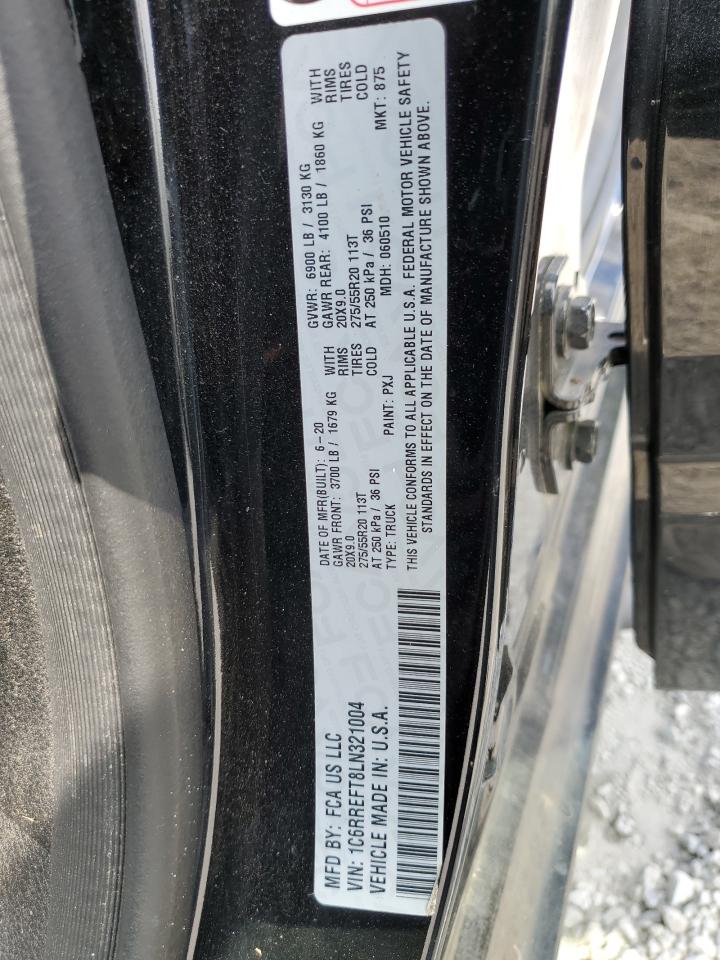 MFD BY: FCA US LLC
VIN: 1C6RREFT8LN321004
VEHICLE MADE IN: U.S.A.
DATE OF MFR(BUILT): 6-20
GAWR FRONT: 3700 LB / 1679 KG WITH
20X9.0 RIMS
275/55R20 113T TIRES
AT 250 kPa / 36 PSI COLD
TYPE: TRUCK PAINT: PXJ
GVWR: 6900 LB / 3130 KG
GAWR REAR: 4100 LB / 1860 KG WITH
20X9.0 RIMS
275/55R20 113T TIRES
AT 250 kPa / 36 PSI COLD
MDH: 060510 MKT: 875
THIS VEHICLE CONFORMS TO ALL APPLICABLE U.S.A. FEDERAL MOTOR VEHICLE SAFETY
STANDARDS IN EFFECT ON THE DATE OF MANUFACTURE SHOWN ABOVE.